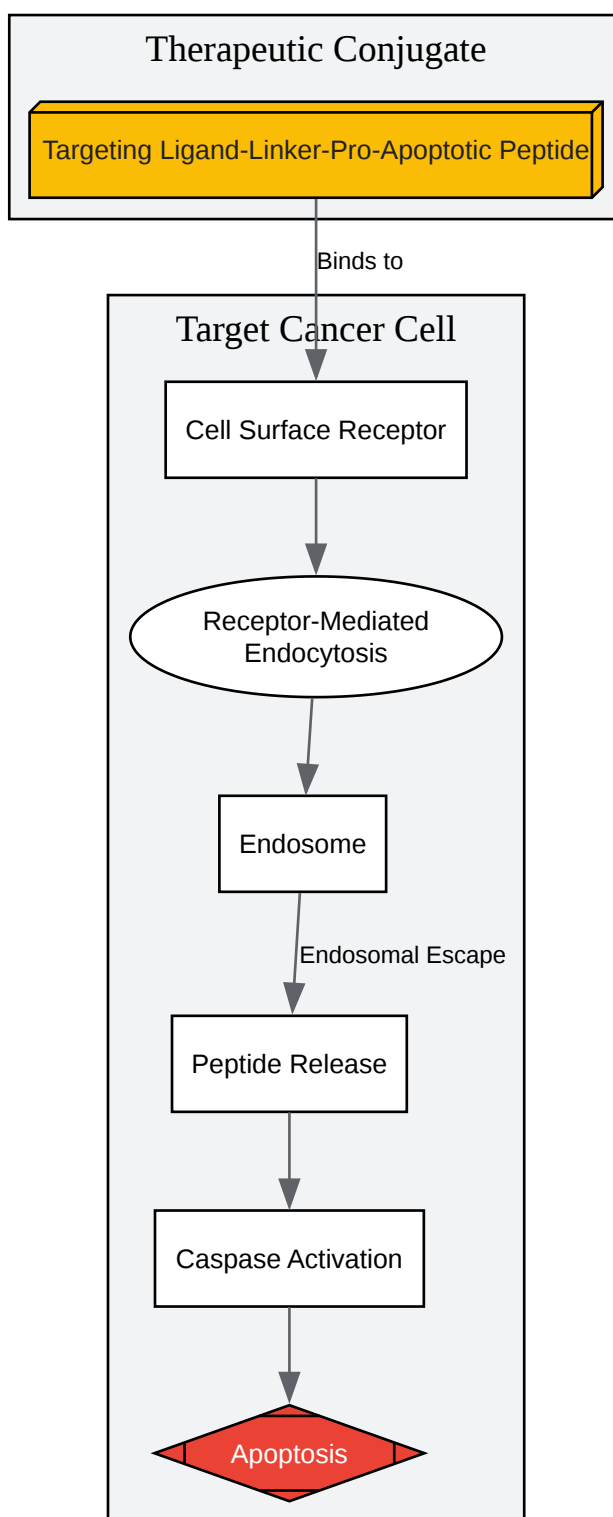 Therapeutic Conjugate
Targeting Ligand-Linker-Pro-Apoptotic Peptide
Binds to
Target Cancer Cell
Cell Surface Receptor
Receptor-Mediated
Endocytosis
Endosome
Endosomal Escape
Peptide Release
Caspase Activation
Apoptosis